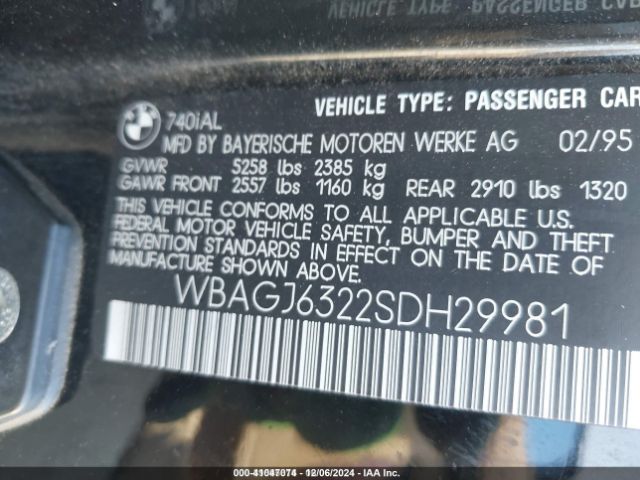 VEHICLE TYPE: PASSENGER CAR
740iAL
MFD BY BAYERISCHE MOTOREN WERKE AG 02/95
GVWR 5258 lbs 2385 kg
GAWR FRONT 2557 lbs 1160 kg REAR 2910 lbs 1320
THIS VEHICLE CONFORMS TO ALL APPLICABLE U.S.
FEDERAL MOTOR VEHICLE SAFETY, BUMPER AND THEFT
PREVENTION STANDARDS IN EFFECT ON THE DATE OF
MANUFACTURE SHOWN ABOVE.
WBAGJ6322SDH29981
000-41047074 - 12/06/2024 - IAA Inc.